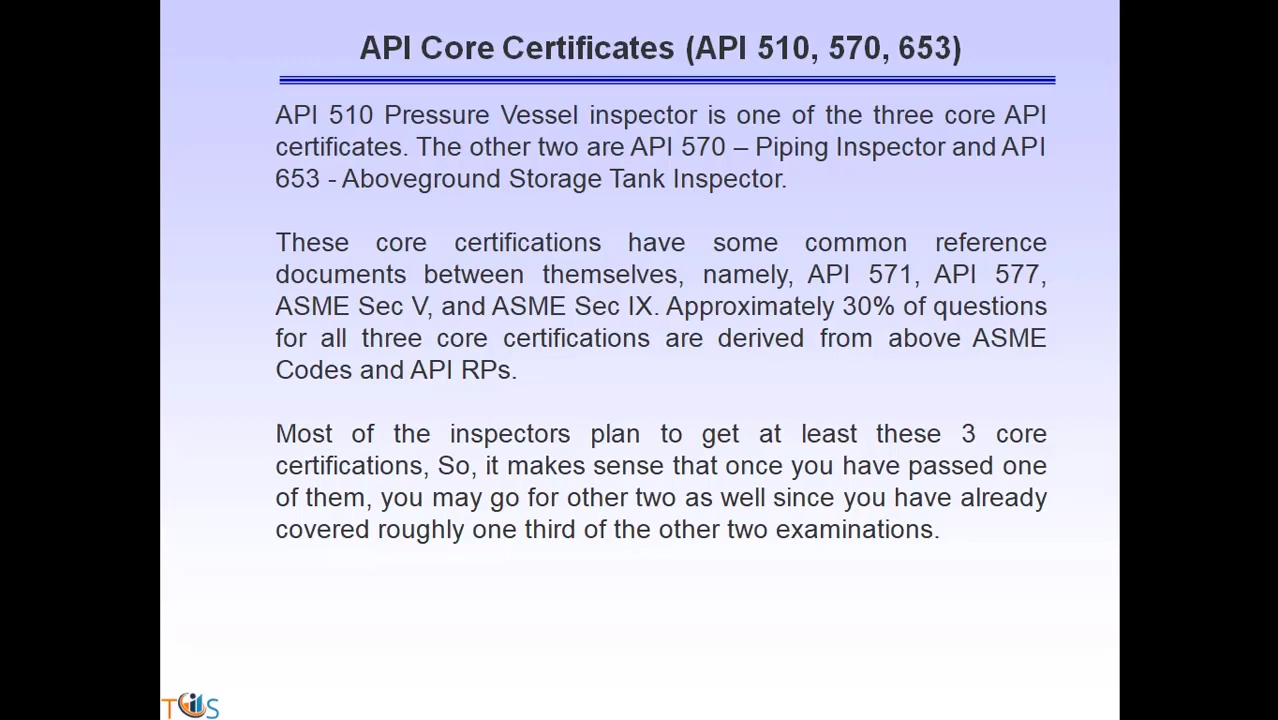 API Core Certificates (API 510, 570, 653)
API 510 Pressure Vessel inspector is one of the three core API
certificates. The other two are API 570 – Piping Inspector and API
653 - Aboveground Storage Tank Inspector.
These core certifications have some common reference
documents between themselves, namely, API 571, API 577,
ASME Sec V, and ASME Sec IX. Approximately 30% of questions
for all three core certifications are derived from above ASME
Codes and API RPs.
Most of the inspectors plan to get at least these 3 core
certifications, So, it makes sense that once you have passed one
of them, you may go for other two as well since you have already
covered roughly one third of the other two examinations.